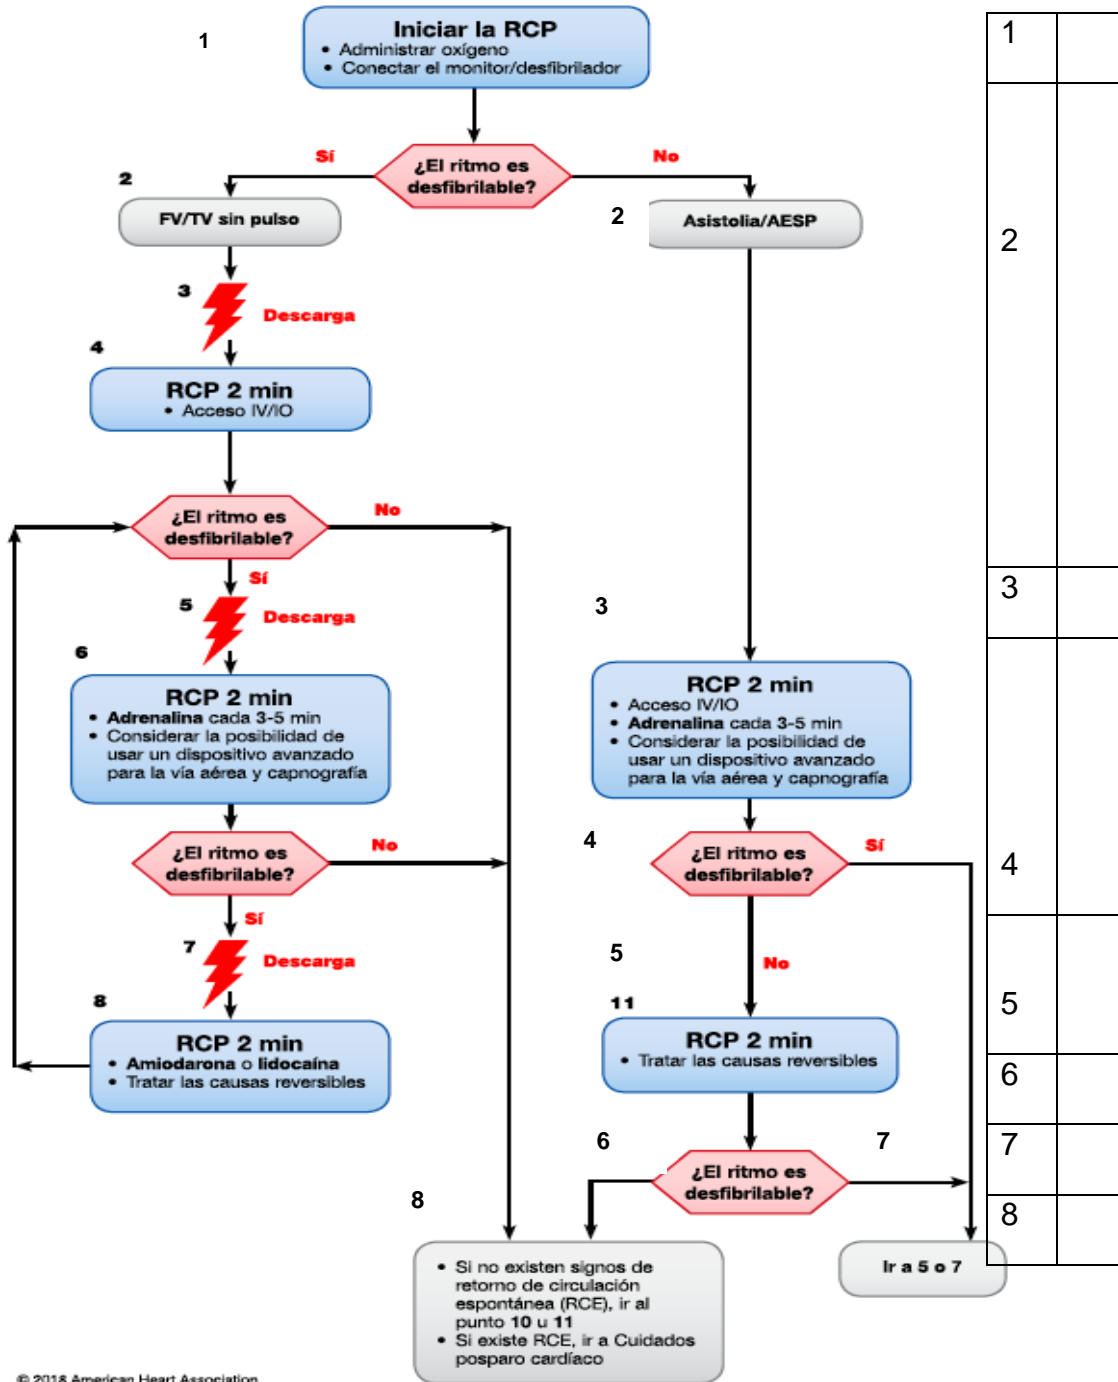 1
Iniciar la RCP
• Administrar oxígeno
• Conectar el monitor/desfibrilador
¿El ritmo es
desfibrilable?
Sí
No
2
FV/TV sin pulso
2
Asistolia/AESP
3
Descarga
4
RCP 2 min
• Acceso IV/IO
¿El ritmo es
desfibrilable?
No
Sí
5
Descarga
6
RCP 2 min
• Adrenalina cada 3-5 min
• Considerar la posibilidad de
usar un dispositivo avanzado
para la vía aérea y capnografía
¿El ritmo es
desfibrilable?
No
Sí
7
Descarga
8
RCP 2 min
• Amiodarona o lidocaína
• Tratar las causas reversibles
3
RCP 2 min
• Acceso IV/IO
• Adrenalina cada 3-5 min
• Considerar la posibilidad de
usar un dispositivo avanzado
para la vía aérea y capnografía
4
¿El ritmo es
desfibrilable?
Sí
5
No
11
RCP 2 min
• Tratar las causas reversibles
6
¿El ritmo es
desfibrilable?
7
8
• Si no existen signos de
retorno de circulación
espontánea (RCE), ir al
punto 10 u 11
• Si existe RCE, ir a Cuidados
posparo cardíaco
Ir a 5 o 7
© 2018 American Heart Association
1
2
3
4
5
6
7
8